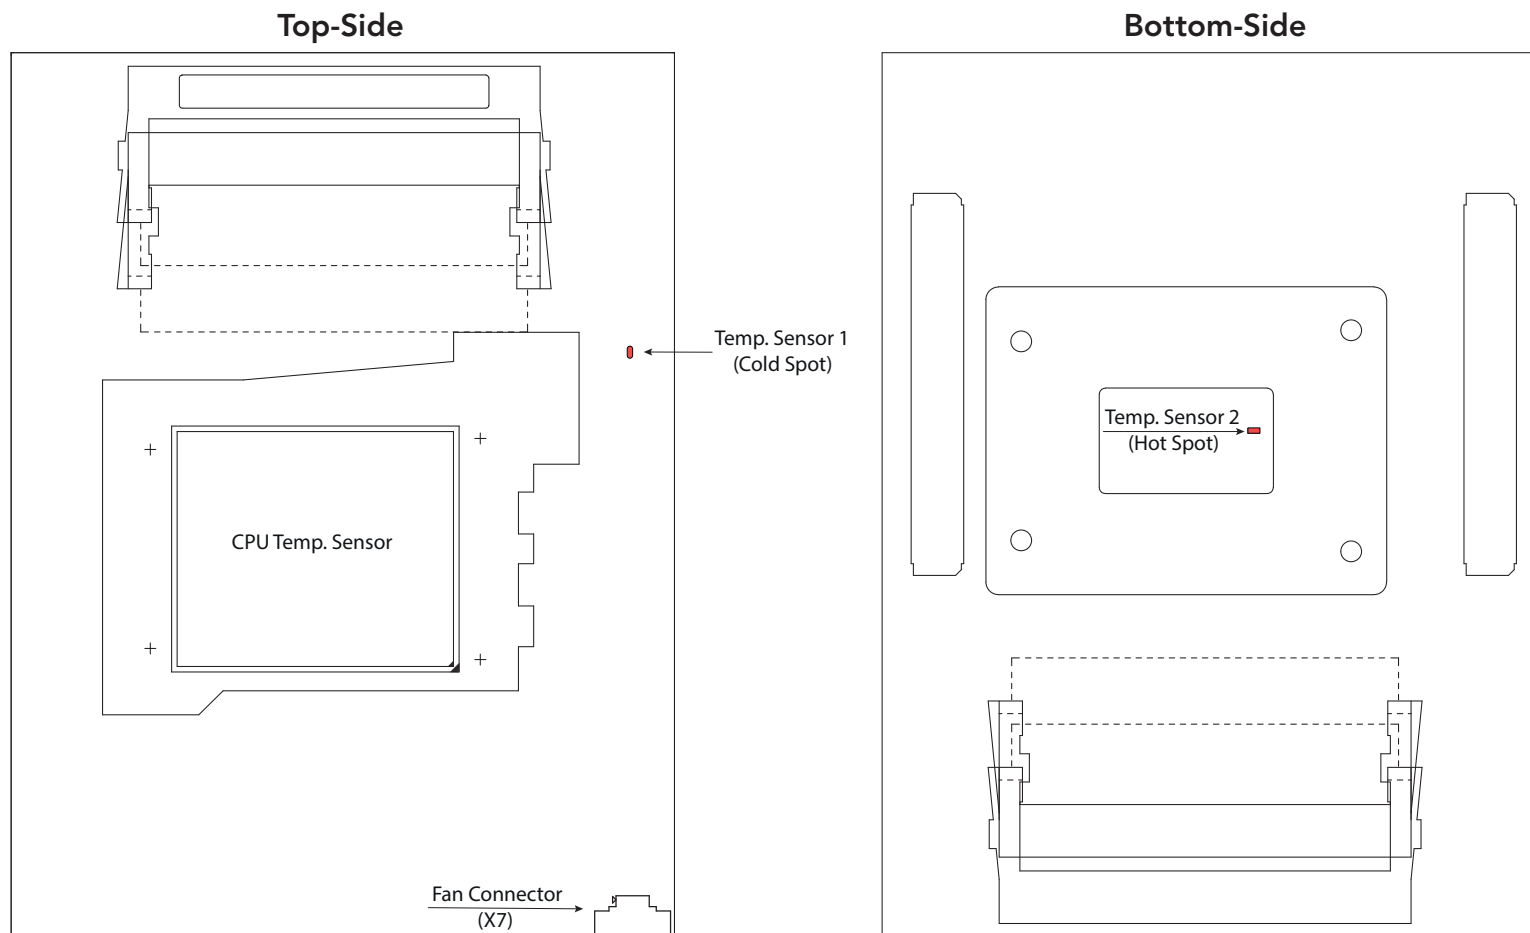 Top-Side
Bottom-Side
Temp. Sensor 1
(Cold Spot)
Temp. Sensor 2
(Hot Spot)
CPU Temp. Sensor
Fan Connector
(X7)